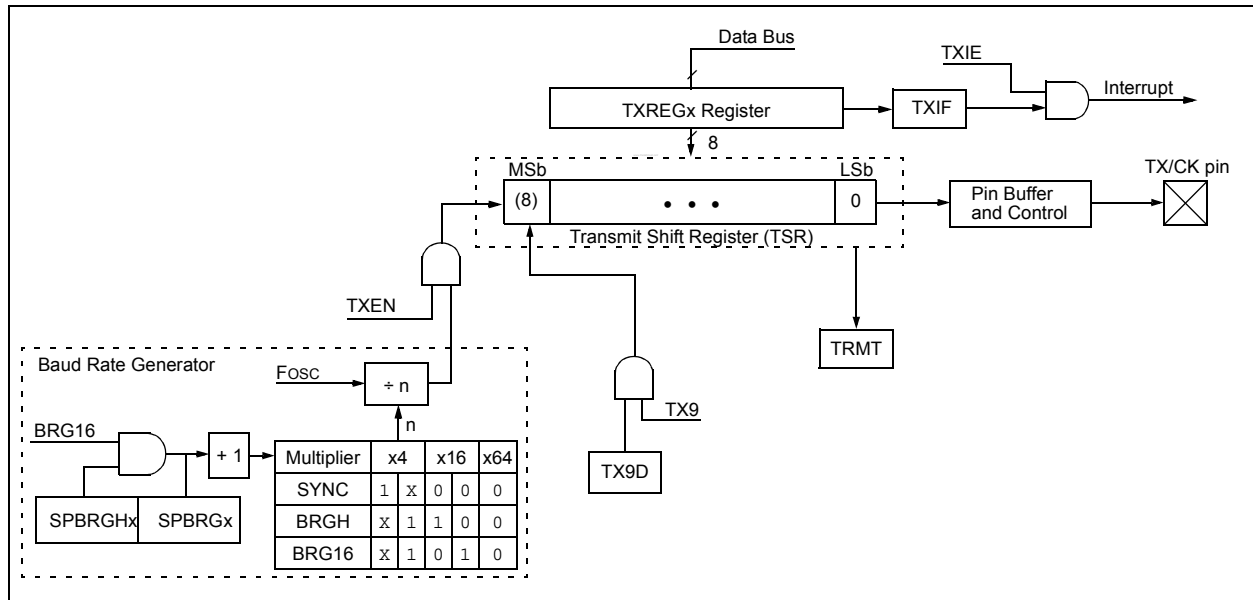 Data Bus
TXIE
Interrupt
TXREGx Register
TXIF
8
MSb
LSb
TX/CK pin
(8)
• • •
0
Pin Buffer
and Control
Transmit Shift Register (TSR)
TXEN
TRMT
Baud Rate Generator
FOSC
÷ n
TX9
n
BRG16
+ 1
Multiplier x4 x16 x64
TX9D
SYNC 1 X 0 0 0
SPBRGHx SPBRGx
BRGH X 1 1 0 0
BRG16 X 1 0 1 0